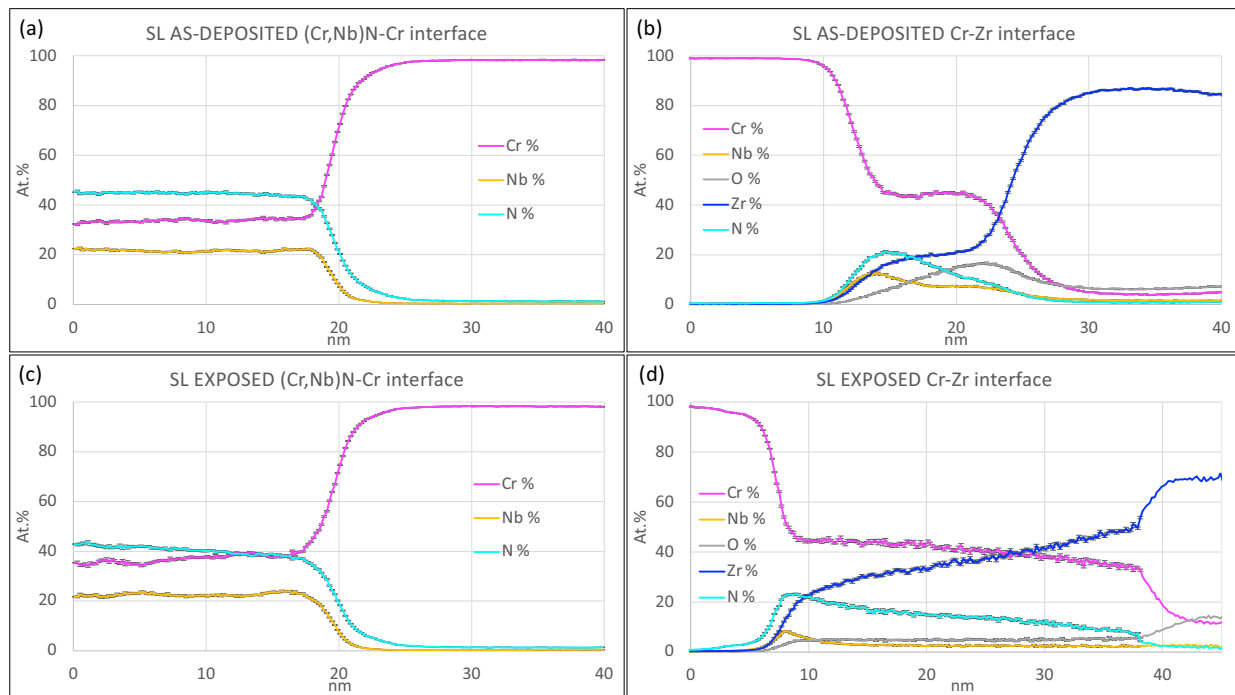 (a)
SL AS-DEPOSITED (Cr,Nb)N-Cr interface
100
80
60
40
20
0
At.%
Cr %
Nb %
N %
0 10 20 30 40
nm
(b)
SL AS-DEPOSITED Cr-Zr interface
100
80
60
40
20
0
At.%
Cr %
Nb %
O %
Zr %
N %
0 10 20 30 40
nm
(c)
SL EXPOSED (Cr,Nb)N-Cr interface
100
80
60
40
20
0
At.%
Cr %
Nb %
N %
0 10 20 30 40
nm
(d)
SL EXPOSED Cr-Zr interface
100
80
60
40
20
0
At.%
Cr %
Nb %
O %
Zr %
N %
0 10 20 30 40
nm